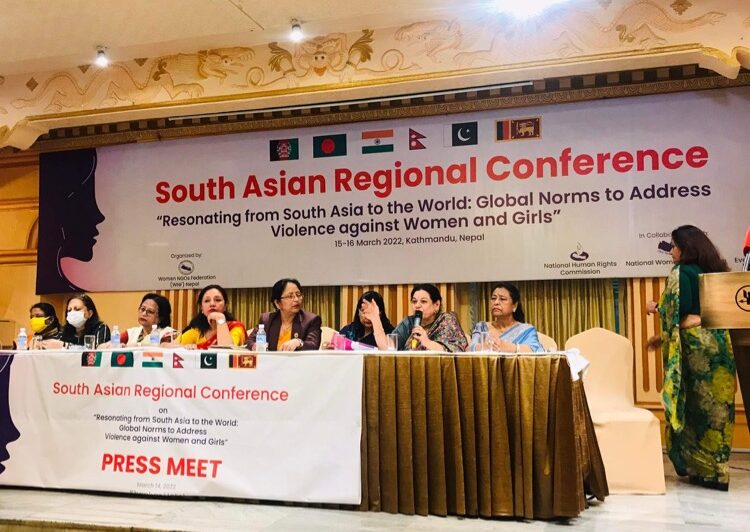 South Asian Regional Conference
“Resonating from South Asia to the World: Global Norms to Address
Violence against Women and Girls”
15-16 March 2022, Kathmandu, Nepal
Organized by:
Women NGOs Federation
(WNF) Nepal
National Human Rights
Commission
In Collaboration
National Women
South Asian Regional Conference
on
“Resonating from South Asia to the World:
Global Norms to Address
Violence against Women and Girls”
PRESS MEET
March 14, 2022